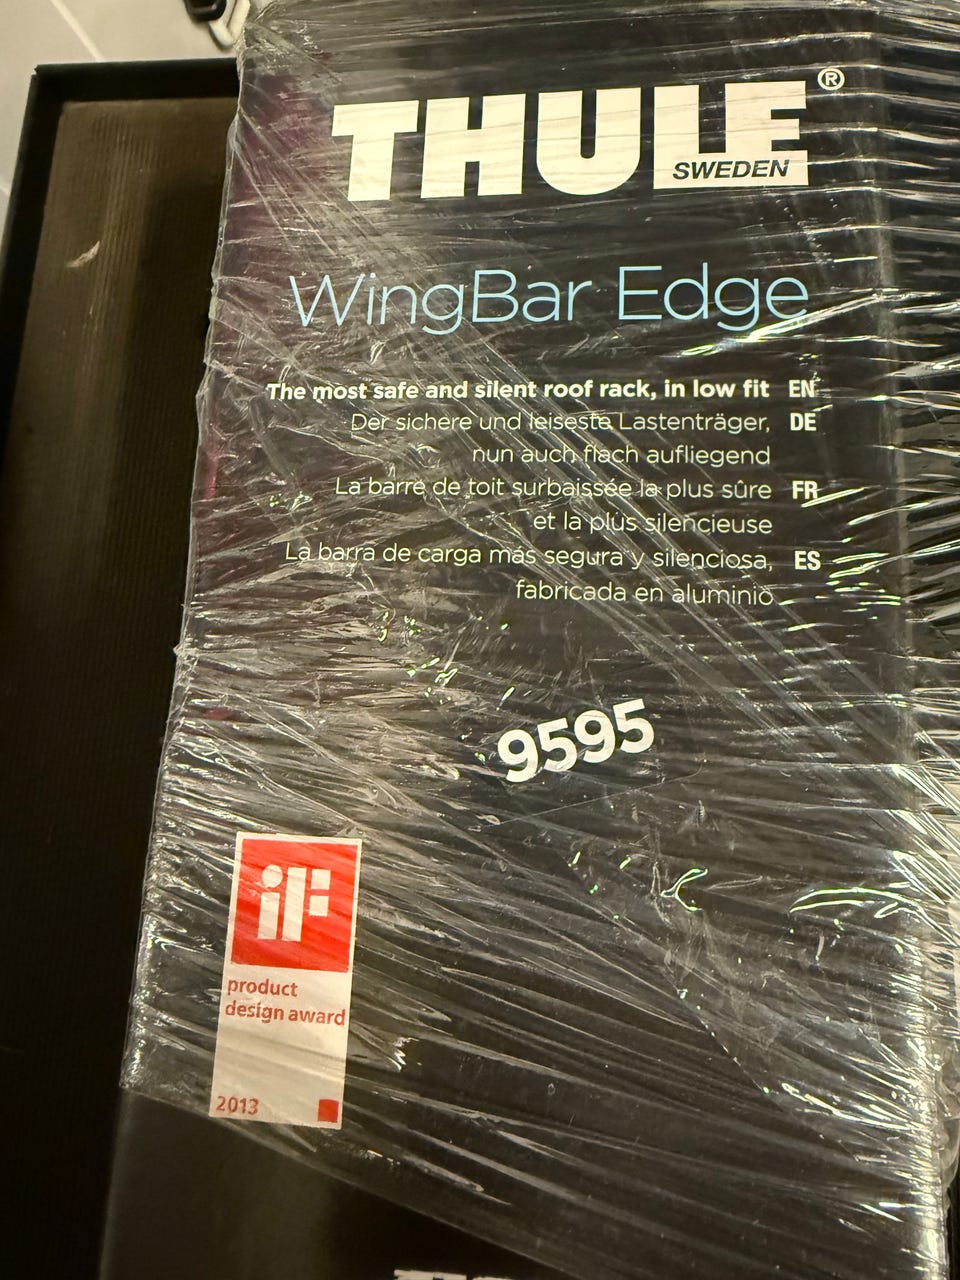 THULE®
SWEDEN
WingBar Edge
The most safe and silent roof rack, in low fit EN
Der sichere und leiseste Lastenträger, DE
nun auch flach aufliegend
La barre de toit surbaissée la plus sûre FR
et la plus silencieuse
La barra de carga más segura y silenciosa, ES
fabricada en aluminio
9595
iF
product
design award
2013